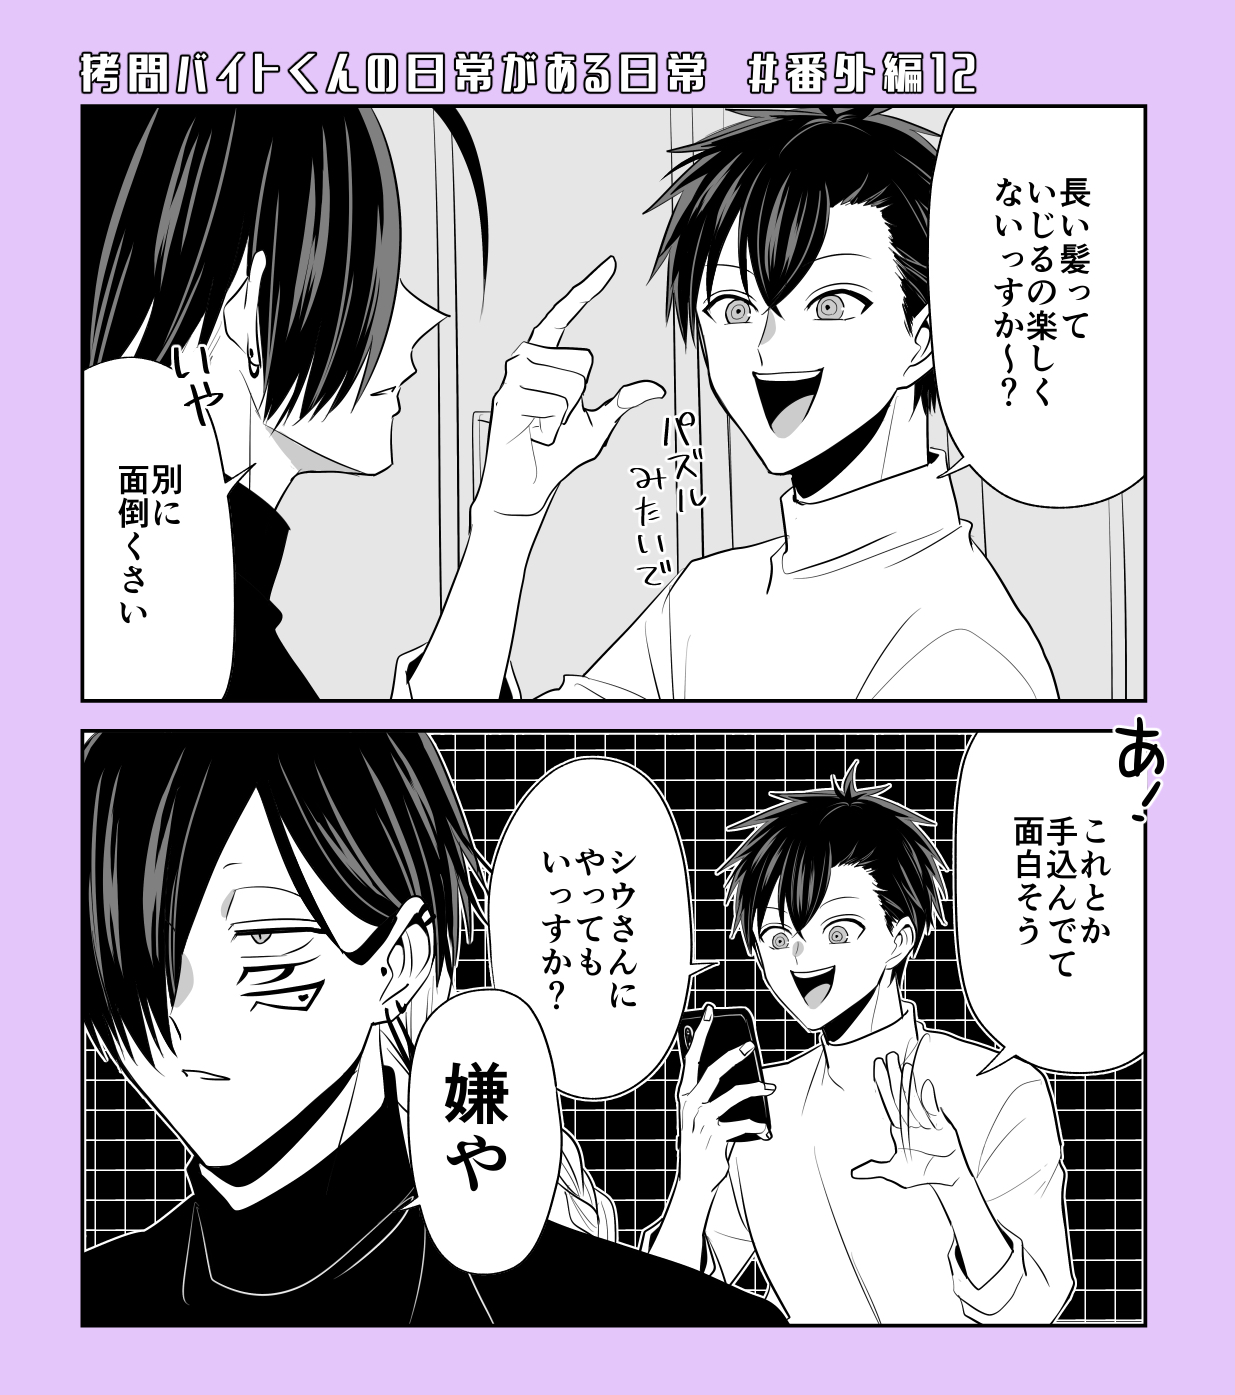 拷問バイトくんの日常がある日常 #番外編12
長い髪って
いじるの楽しく
ないっすか〜?
パズル
みたいで
いや
別に
面倒くさい
あ!
これとか
手込んでて
面白そう
シウさんに
やっても
いっすか?
嫌や